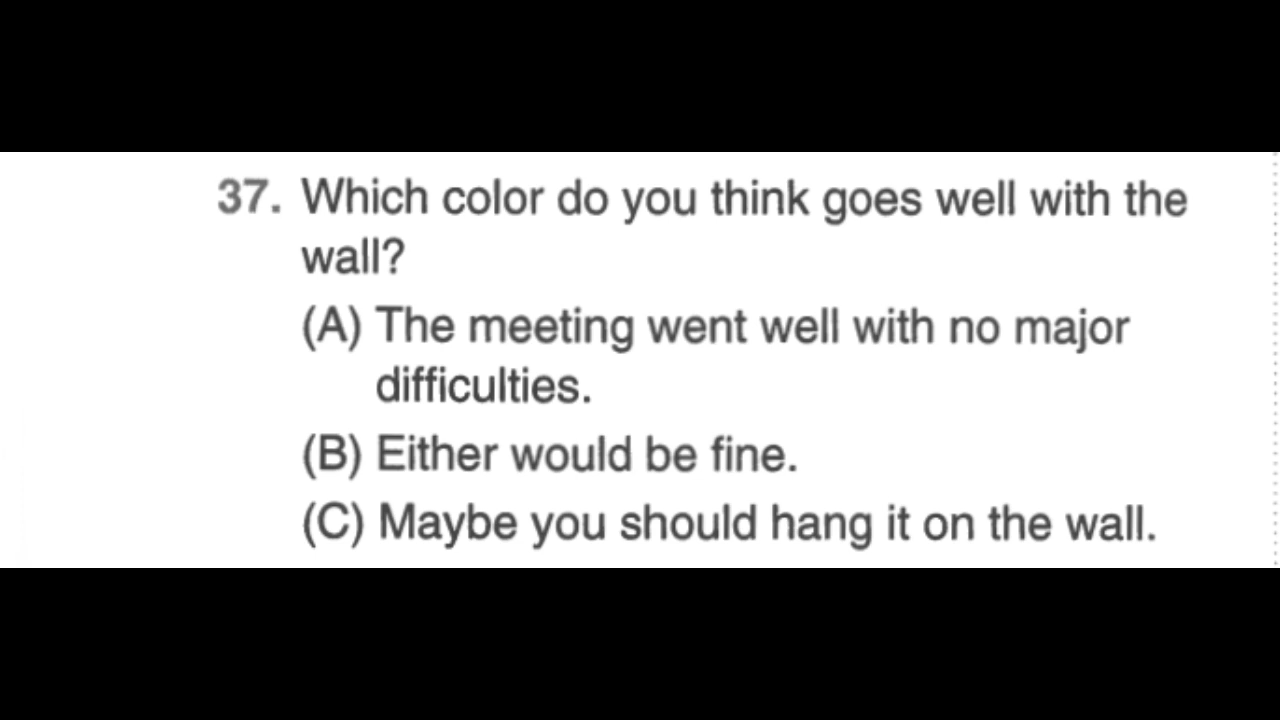 37. Which color do you think goes well with the
wall?
(A) The meeting went well with no major
difficulties.
(B) Either would be fine.
(C) Maybe you should hang it on the wall.